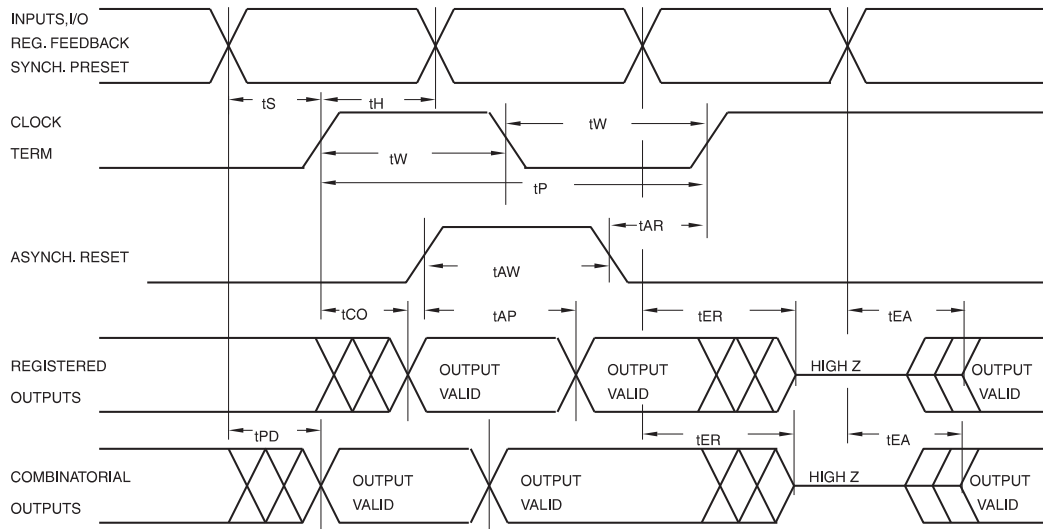 INPUTS,I/O
REG. FEEDBACK
SYNCH. PRESET
tS
tH
CLOCK
TERM
tW
tW
tP
tAR
ASYNCH. RESET
tAW
tCO
tAP
tER
tEA
REGISTERED
OUTPUTS
OUTPUT
VALID
OUTPUT
VALID
HIGH Z
OUTPUT
VALID
tPD
tER
tEA
COMBINATORIAL
OUTPUTS
OUTPUT
VALID
OUTPUT
VALID
HIGH Z
OUTPUT
VALID